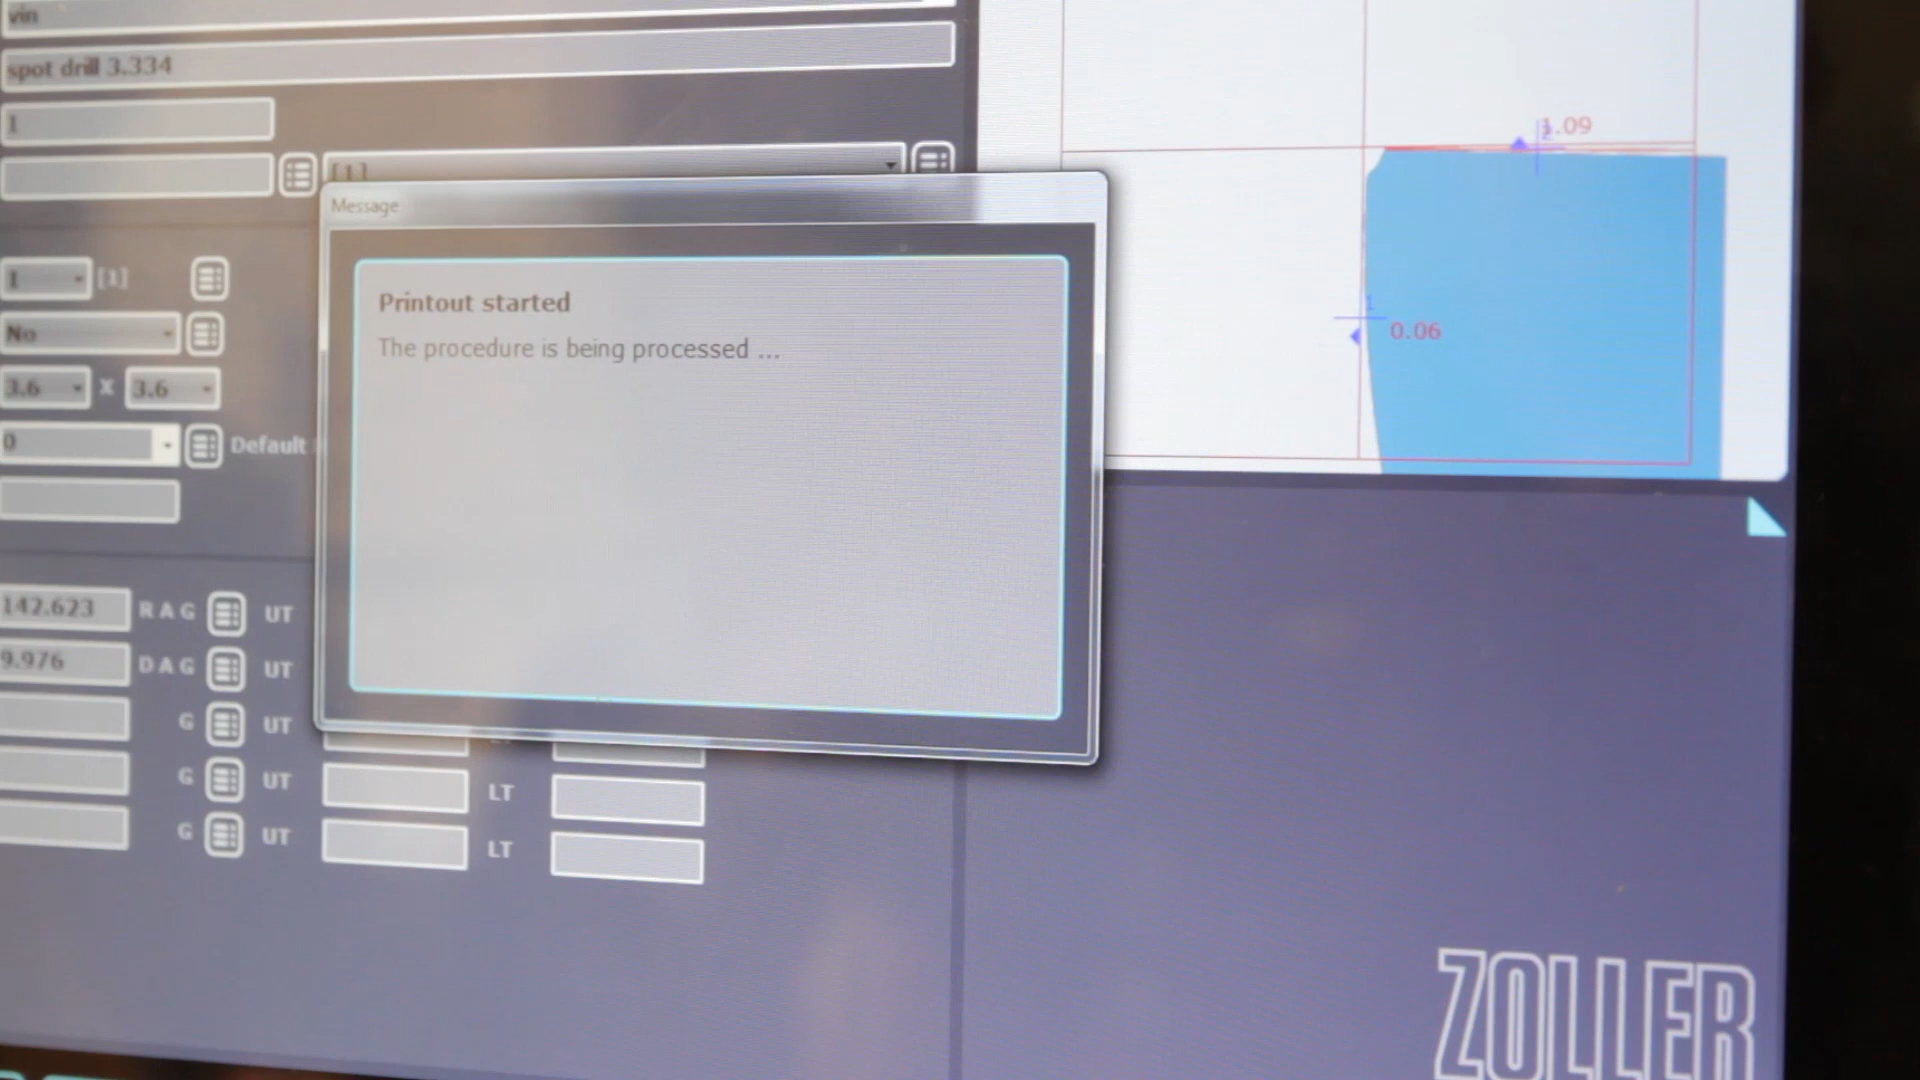 vin
spot drill 3.334
1
[1]
Message
Printout started
The procedure is being processed ...
1 [1]
No
3.6 X 3.6
0 Default
142.623 R A G UT
9.976 D A G UT
G UT
G UT LT
G UT LT
1.09
1
0.06
ZOLLER